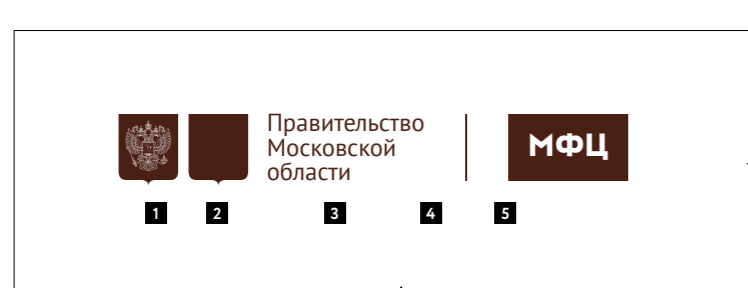 Правительство
Московской
области
МФЦ
1 2 3 4 5